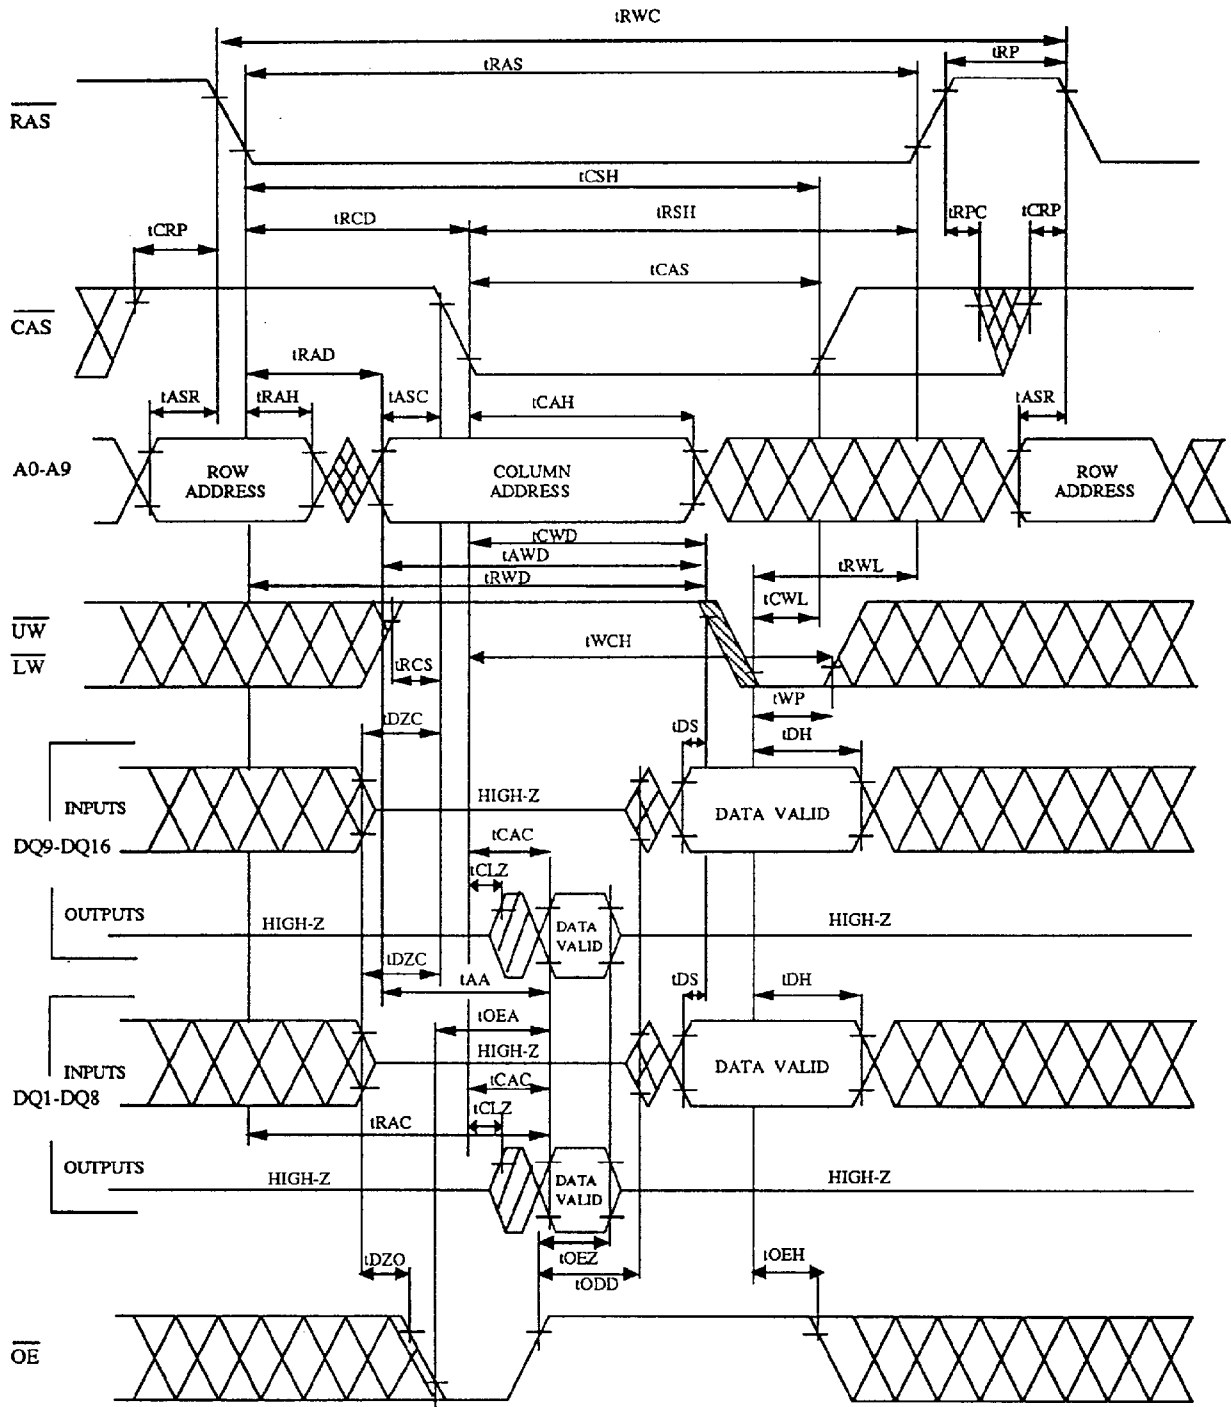 tRWC
tRP
tRAS
RAS
tCSH
tRCD
tRSH
tRPC
tCRP
tCRP
tCAS
CAS
tRAD
tASR
tRAH
tASC
tCAH
tASR
A0-A9
ROW ADDRESS
COLUMN ADDRESS
ROW ADDRESS
tCWD
tAWD
tRWD
tRWL
tCWL
UW
LW
tWCH
tRCS
tWP
tDZC
tDS
tDH
INPUTS
HIGH-Z
DATA VALID
DQ9-DQ16
tCAC
tCLZ
OUTPUTS
HIGH-Z
DATA VALID
HIGH-Z
tDZC
tAA
tDS
tDH
tOEA
INPUTS
HIGH-Z
DATA VALID
DQ1-DQ8
tCAC
tCLZ
tRAC
OUTPUTS
HIGH-Z
DATA VALID
HIGH-Z
tDZO
tOEZ
tODD
tOEH
OE